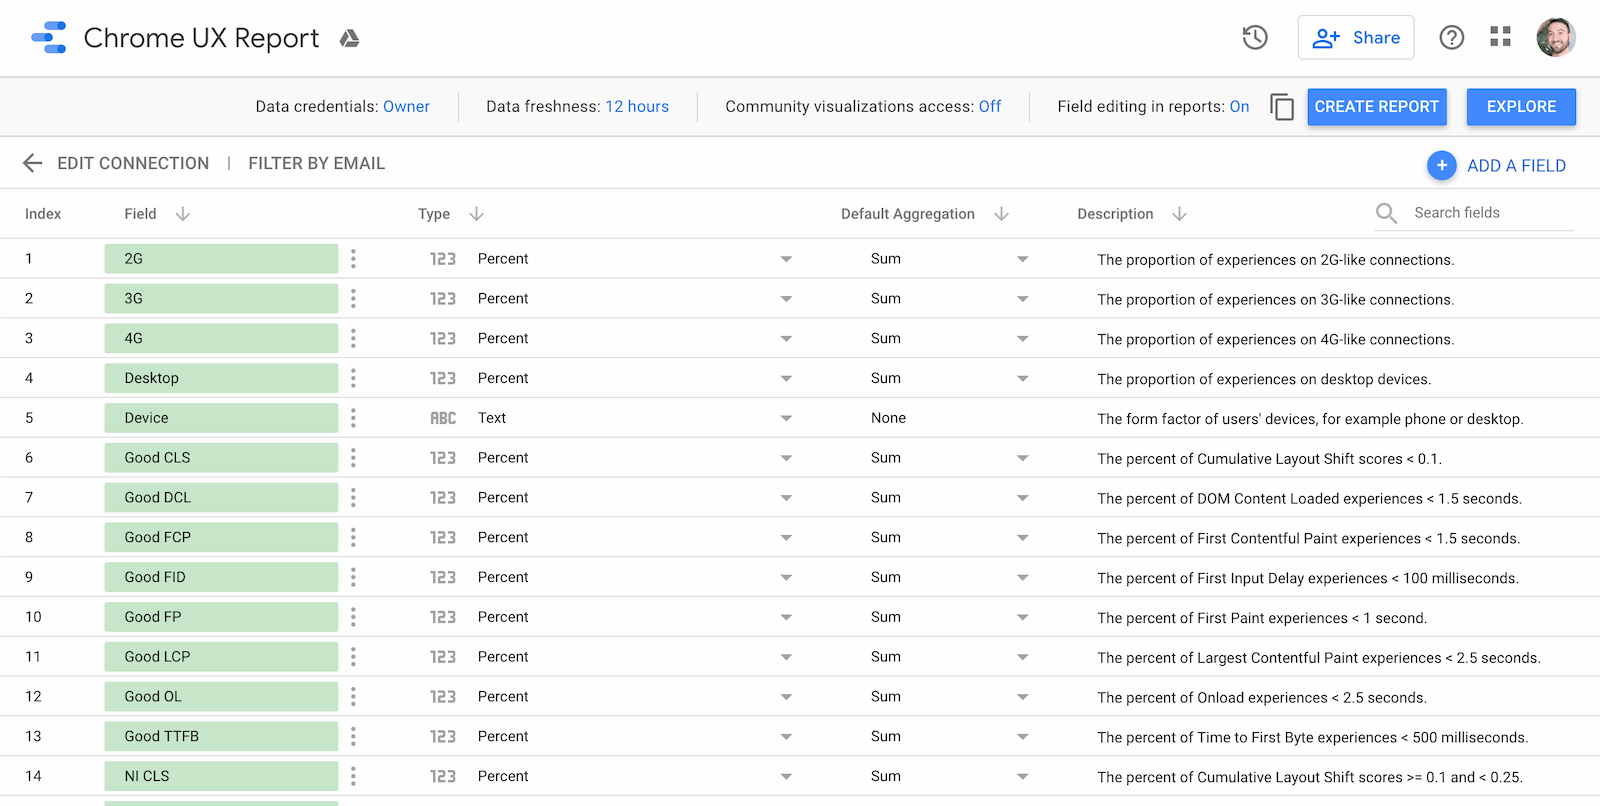 Chrome UX Report
Share
Data credentials: Owner
Data freshness: 12 hours
Community visualizations access: Off
Field editing in reports: On
CREATE REPORT
EXPLORE
EDIT CONNECTION | FILTER BY EMAIL
+ ADD A FIELD
Index Field Type Default Aggregation Description Search fields
1 2G 123 Percent Sum The proportion of experiences on 2G-like connections.
2 3G 123 Percent Sum The proportion of experiences on 3G-like connections.
3 4G 123 Percent Sum The proportion of experiences on 4G-like connections.
4 Desktop 123 Percent Sum The proportion of experiences on desktop devices.
5 Device ABC Text None The form factor of users' devices, for example phone or desktop.
6 Good CLS 123 Percent Sum The percent of Cumulative Layout Shift scores < 0.1.
7 Good DCL 123 Percent Sum The percent of DOM Content Loaded experiences < 1.5 seconds.
8 Good FCP 123 Percent Sum The percent of First Contentful Paint experiences < 1.5 seconds.
9 Good FID 123 Percent Sum The percent of First Input Delay experiences < 100 milliseconds.
10 Good FP 123 Percent Sum The percent of First Paint experiences < 1 second.
11 Good LCP 123 Percent Sum The percent of Largest Contentful Paint experiences < 2.5 seconds.
12 Good OL 123 Percent Sum The percent of Onload experiences < 2.5 seconds.
13 Good TTFB 123 Percent Sum The percent of Time to First Byte experiences < 500 milliseconds.
14 NI CLS 123 Percent Sum The percent of Cumulative Layout Shift scores >= 0.1 and < 0.25.